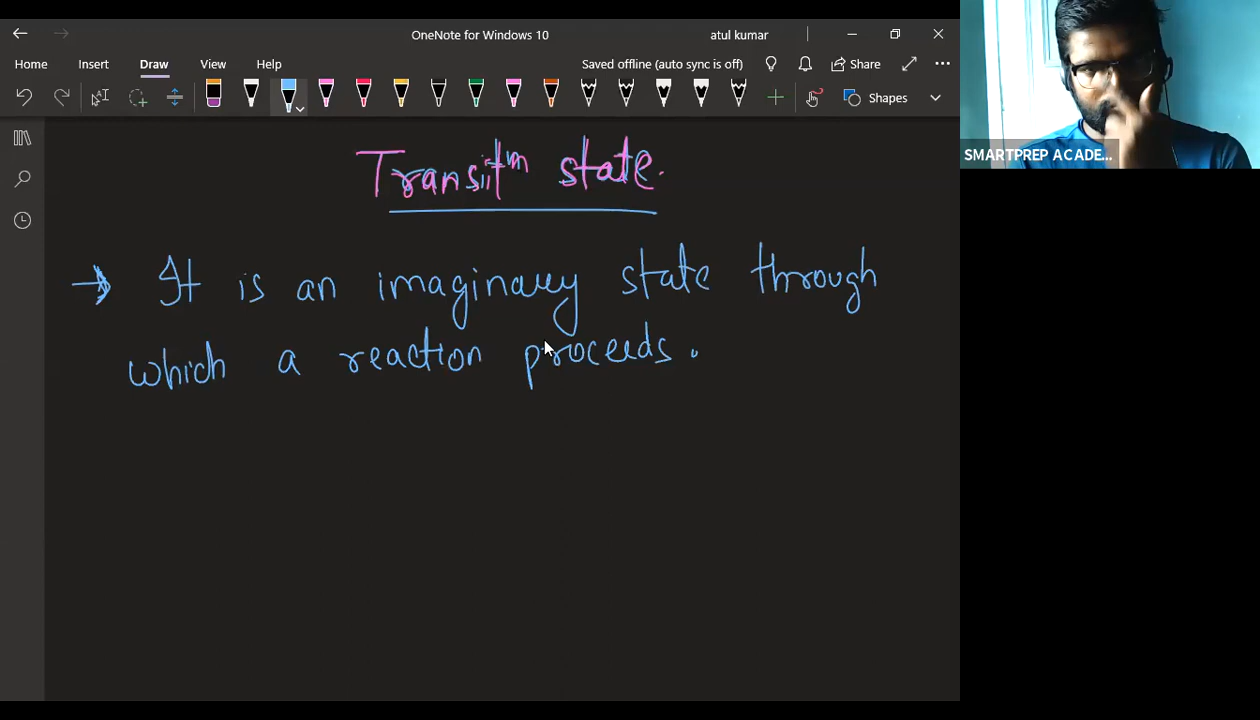 OneNote for Windows 10
atul kumar
Home Insert Draw View Help
Saved offline (auto sync is off)
Share
Shapes
SMARTPREP ACADE...
Transitn state.
→ It is an imaginary state through
which a reaction proceeds.